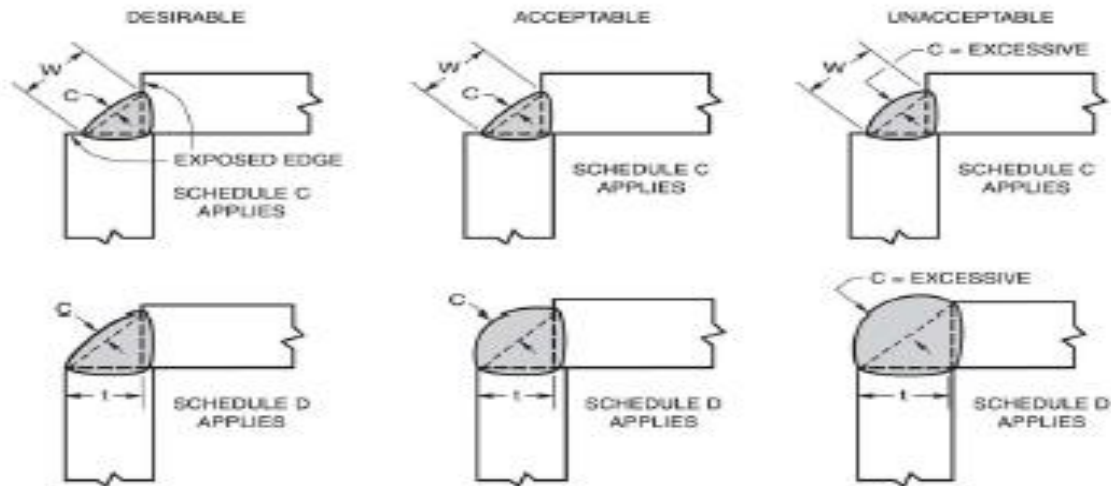 DESIRABLE
ACCEPTABLE
UNACCEPTABLE
W
C
EXPOSED EDGE
SCHEDULE C
APPLIES
W
C
SCHEDULE C
APPLIES
C = EXCESSIVE
W
SCHEDULE C
APPLIES
C
t
SCHEDULE D
APPLIES
C
t
SCHEDULE D
APPLIES
C = EXCESSIVE
t
SCHEDULE D
APPLIES